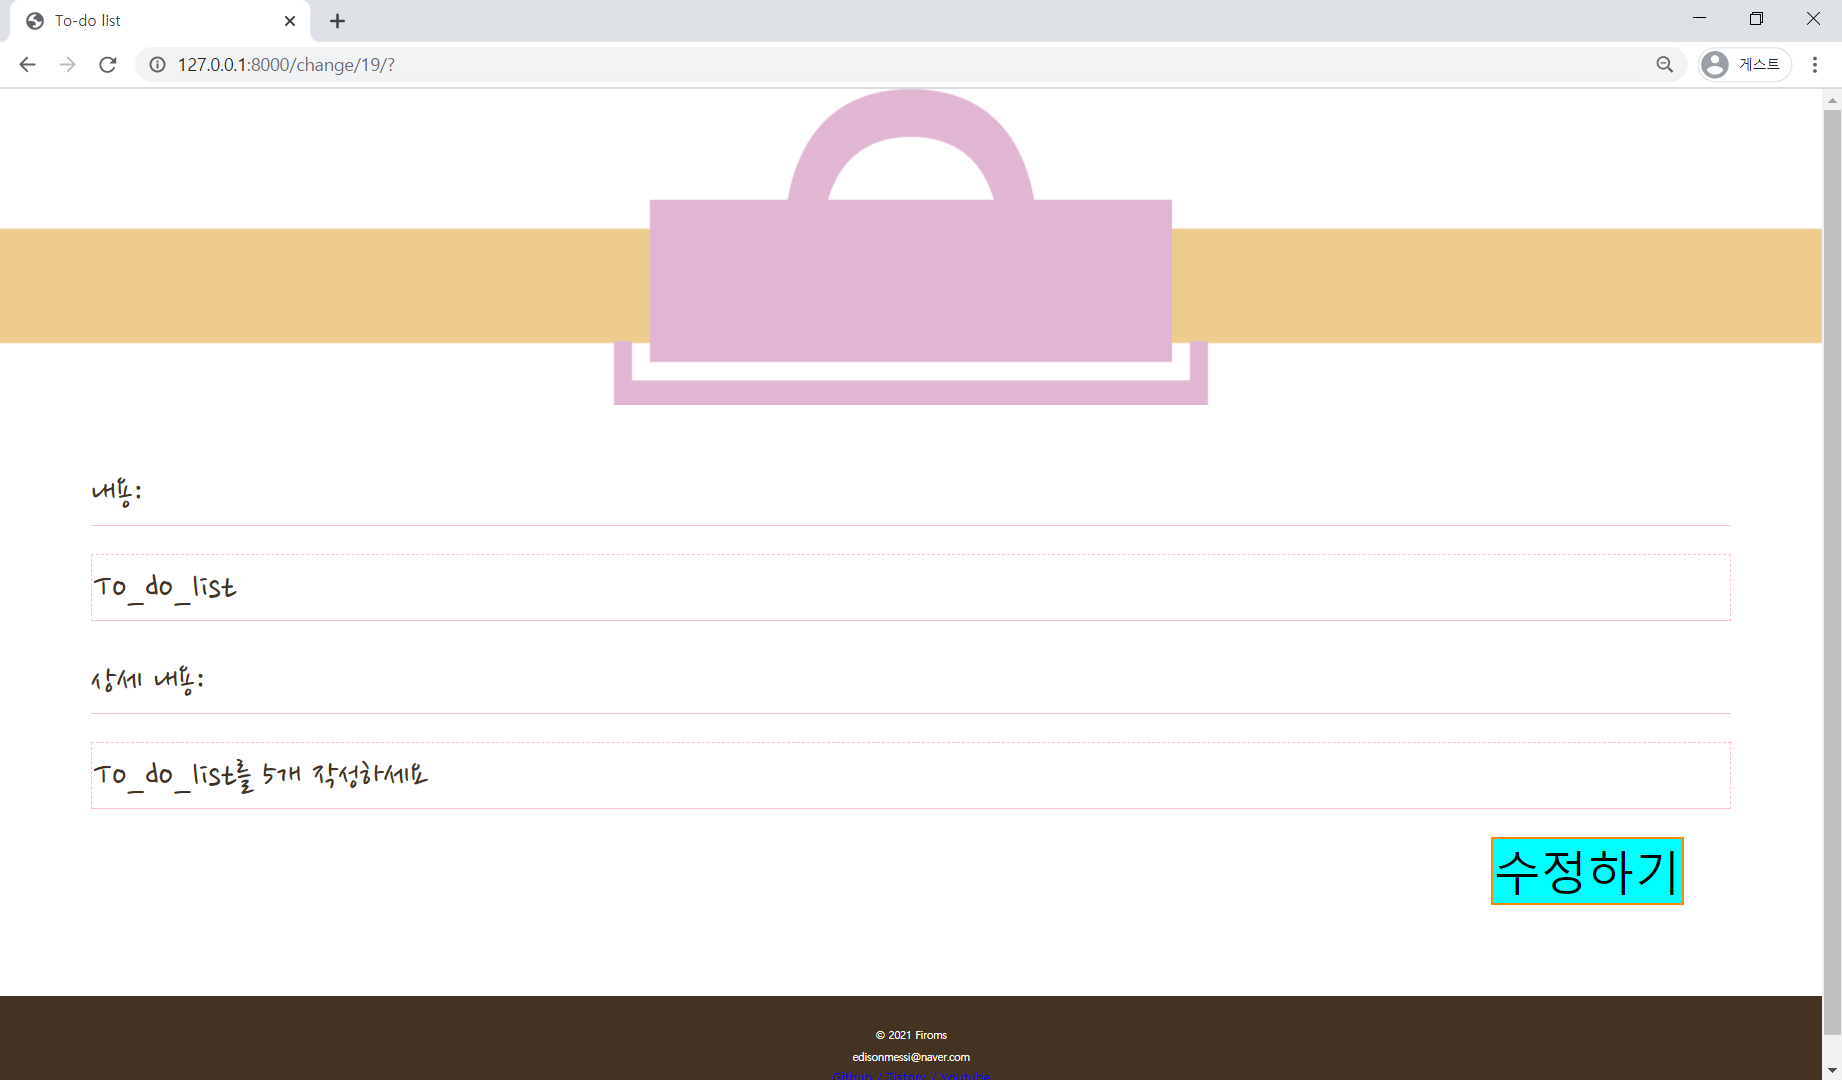 To-do list
127.0.0.1:8000/change/19/?
게스트
내용:
To_do_list
상세 내용:
To_do_list를 5개 작성하세요
수정하기
© 2021 Firoms
edisonmessi@naver.com
Github / Tistory / Youtube